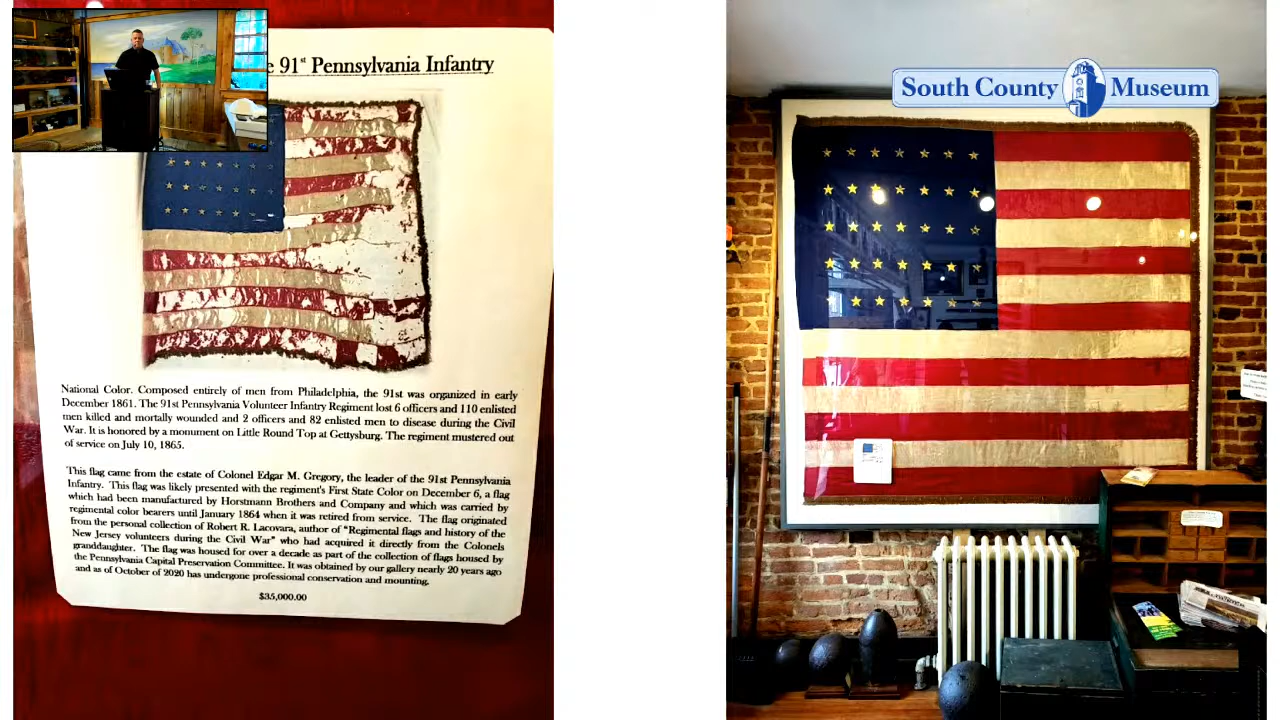 e 91st Pennsylvania Infantry
South County Museum
National Color. Composed entirely of men from Philadelphia, the 91st was organized in early
December 1861. The 91st Pennsylvania Volunteer Infantry Regiment lost 6 officers and 110 enlisted
men killed and mortally wounded and 2 officers and 82 enlisted men to disease during the Civil
War. It is honored by a monument on Little Round Top at Gettysburg. The regiment mustered out
of service on July 10, 1865.
This flag came from the estate of Colonel Edgar M. Gregory, the leader of the 91st Pennsylvania
Infantry. This flag was likely presented with the regiment's First State Color on December 6, a flag
which had been manufactured by Horstmann Brothers and Company and which was carried by
regimental color bearers until January 1864 when it was retired from service. The flag originated
from the personal collection of Robert R. Lacovara, author of "Regimental flags and history of the
New Jersey volunteers during the Civil War" who had acquired it directly from the Colonels
granddaughter. The flag was housed for over a decade as part of the collection of flags housed by
the Pennsylvania Capital Preservation Committee. It was obtained by our gallery nearly 20 years ago
and as of October of 2020 has undergone professional conservation and mounting.
$35,000.00